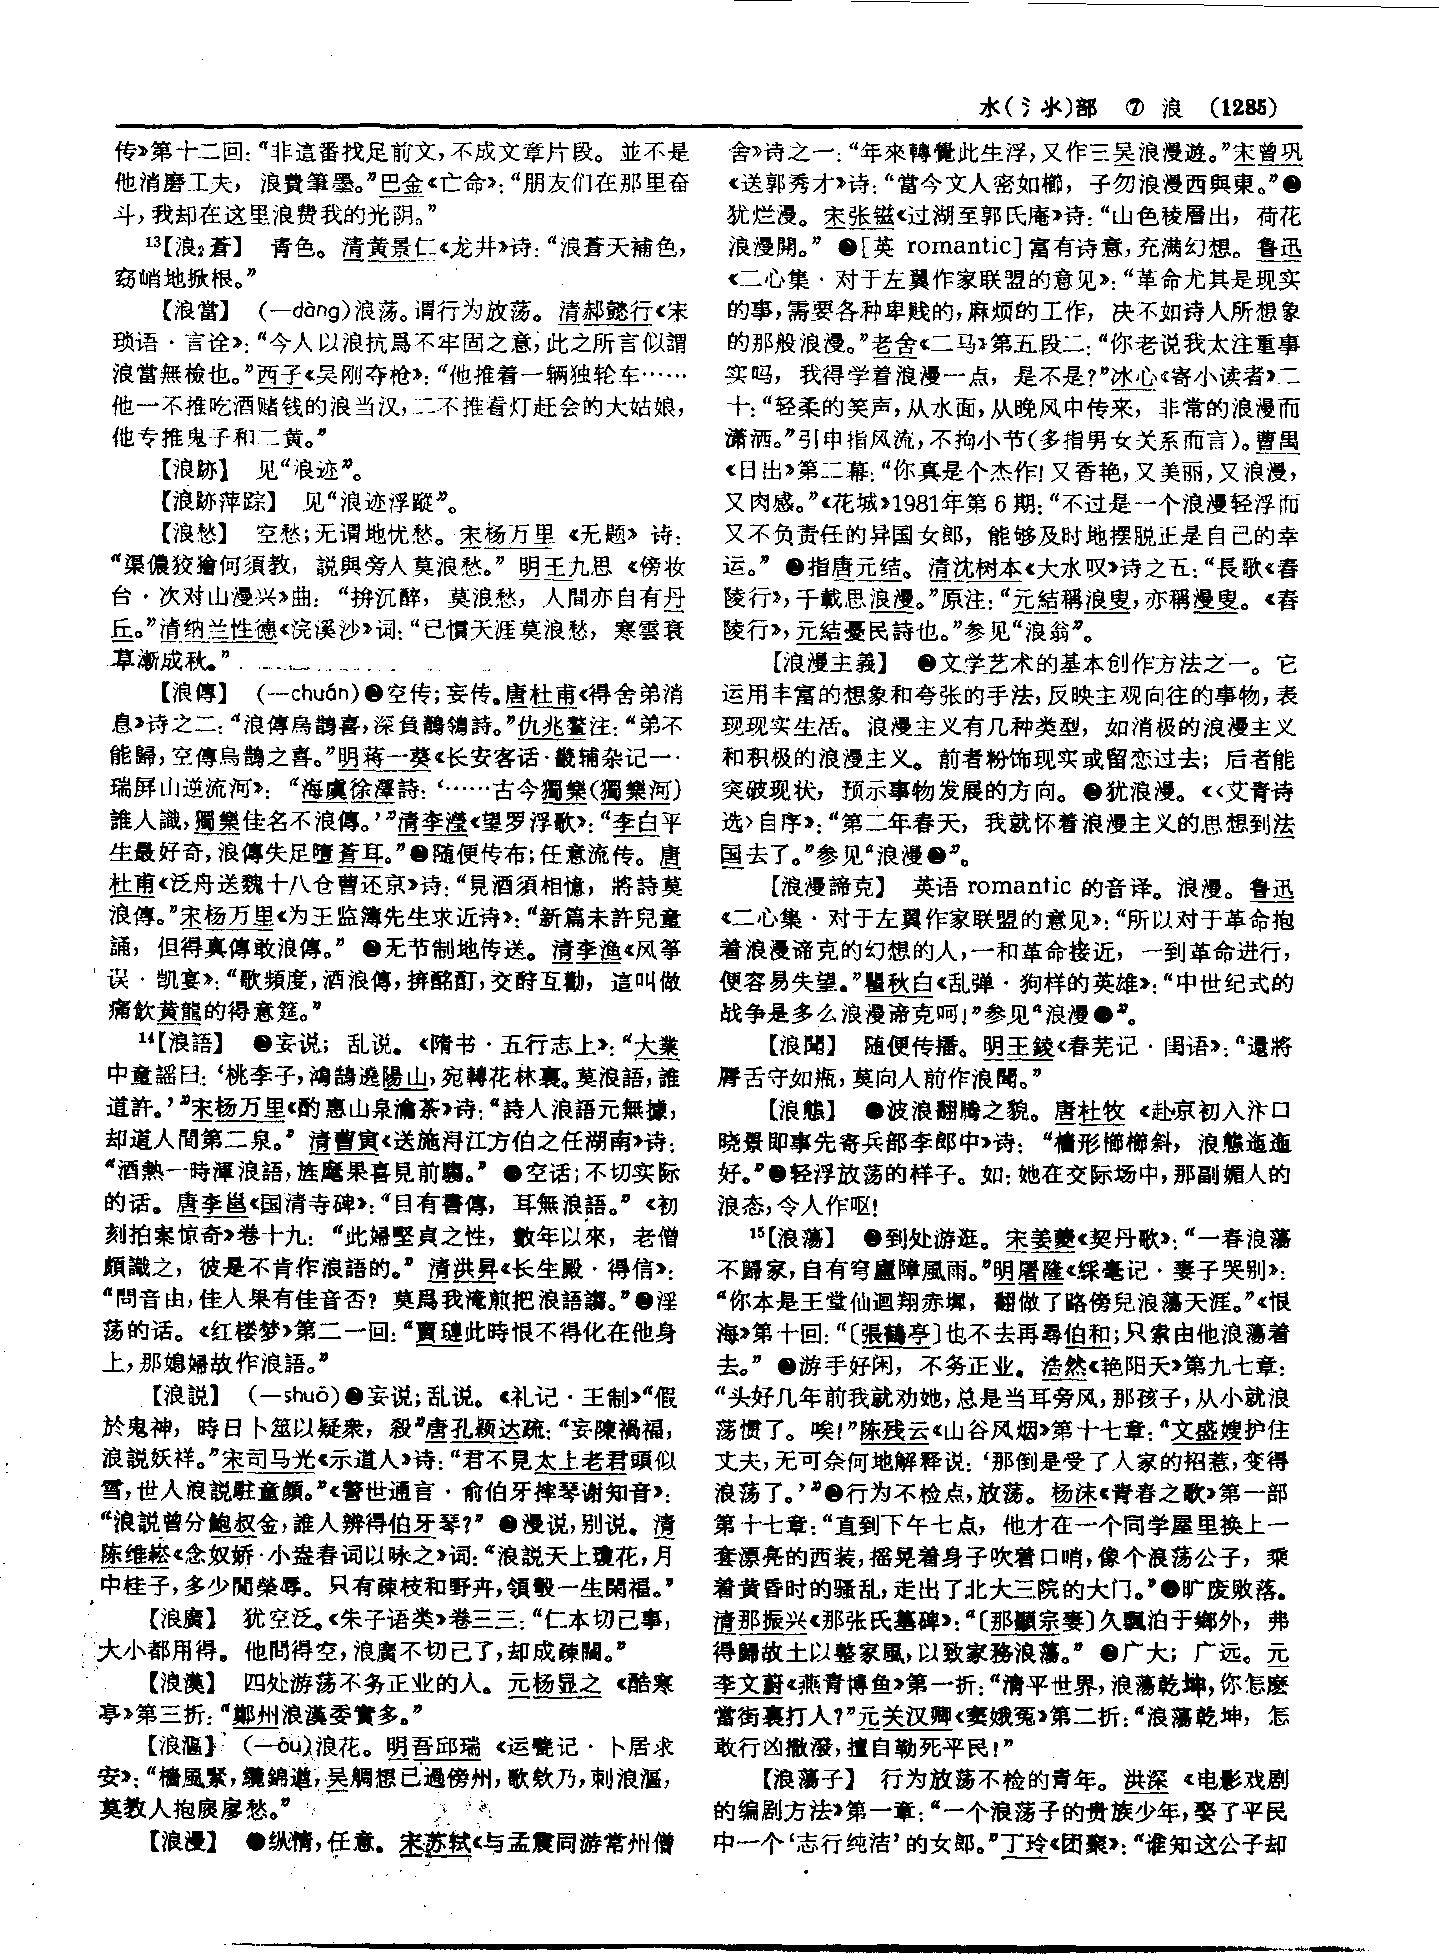 水(氵氺)部 ⑦ 浪 (1285)
传》第十二回：“非這番找足前文，不成文章片段。並不是
他消磨工夫，浪費筆墨。”巴金《亡命》：“朋友们在那里奋
斗，我却在这里浪费我的光阴。”
13【浪2蒼】 青色。清黄景仁《龙井》诗：“浪蒼天補色，
窈峭地掀根。”
【浪當】 (—dàng)浪荡。谓行为放荡。清郝懿行《宋
琐语·言诠》：“今人以浪抗爲不牢固之意，此之所言似謂
浪當無檢也。”西子《吴刚夺枪》：“他推着一辆独轮车……
他一不推吃酒赌钱的浪当汉，二不推看灯赶会的大姑娘，
他专推鬼子和二黄。”
【浪跡】 见“浪迹”。
【浪跡萍踪】 见“浪迹浮蹤”。
【浪愁】 空愁；无谓地忧愁。宋杨万里《无题》诗：
“渠儂狡獪何須教，説與旁人莫浪愁。”明王九思《傍妆
台·次对山漫兴》曲：“拚沉醉，莫浪愁，人間亦自有丹
丘。”清纳兰性德《浣溪沙》词：“已慣天涯莫浪愁，寒雲衰
草漸成秋。”
【浪傳】 (—chuán)❶空传；妄传。唐杜甫《得舍弟消
息》诗之二：“浪傳烏鵲喜，深負鶺鴒詩。”仇兆鳌注：“弟不
能歸，空傳烏鵲之喜。”明蒋一葵《长安客话·畿辅杂记一·
瑞屏山逆流河》：“海虞徐澤詩：‘……古今獨樂(獨樂河)
誰人識，獨樂佳名不浪傳。’”清李滢《望罗浮歌》：“李白平
生最好奇，浪傳失足墮蒼耳。”❷随便传布；任意流传。唐
杜甫《泛舟送魏十八仓曹还京》诗：“見酒須相憶，將詩莫
浪傳。”宋杨万里《为王监簿先生求近诗》：“新篇未許兒童
誦，但得真傳敢浪傳。” ❸无节制地传送。清李渔《风筝
误·凯宴》：“歌頻度，酒浪傳，拚酩酊，交酧互勸，這叫做
痛飲黄龍的得意筵。”
14【浪語】 ❶妄说；乱说。《隋书·五行志上》：“大業
中童謡曰：‘桃李子，鴻鵠遶陽山，宛轉花林裏。莫浪語，誰
道許。’”宋杨万里《酌惠山泉瀹茶》诗：“詩人浪語元無據，
却道人間第二泉。” 清曹寅《送施浔江方伯之任湖南》诗：
“酒熱一時渾浪語，旌麾果喜見前騶。” ❷空话；不切实际
的话。唐李邕《国清寺碑》：“目有書傳，耳無浪語。”《初
刻拍案惊奇》卷十九：“此婦堅貞之性，數年以來，老僧
頗識之，彼是不肯作浪語的。” 清洪昇《长生殿·得信》：
“問音由，佳人果有佳音否？莫爲我淹煎把浪語謅。”❸淫
荡的话。《红楼梦》第二一回：“賈璉此時恨不得化在他身
上，那媳婦故作浪語。”
【浪説】 (—shuō)❶妄说；乱说。《礼记·王制》“假
於鬼神，時日卜筮以疑衆，殺”唐孔颖达疏：“妄陳禍福，
浪説妖祥。”宋司马光《示道人》诗：“君不見太上老君頭似
雪，世人浪説駐童顔。”《警世通言·俞伯牙摔琴谢知音》：
“浪説曾分鮑叔金，誰人辨得伯牙琴？” ❷漫说，别说。清
陈维崧《念奴娇·小盎春词以咏之》词：“浪説天上瓊花，月
中桂子，多少閒榮辱。只有疎枝和野卉，領彀一生閑福。”
【浪廣】 犹空泛。《朱子语类》卷三三：“仁本切己事，
大小都用得。他問得空，浪廣不切己了，却成疎闊。”
【浪漢】 四处游荡不务正业的人。元杨显之《酷寒
亭》第三折：“鄭州浪漢委實多。”
【浪漚】 (—ōu)浪花。明吾邱瑞《运甓记·卜居求
安》：“檣風緊，纜錦遒，吴艡想已過傍州，歌欸乃，刺浪漚，
莫教人抱扊扅愁。”
【浪漫】 ❶纵情，任意。宋苏轼《与孟震同游常州僧
舍》诗之一：“年來轉覺此生浮，又作三吴浪漫遊。”宋曾巩
《送郭秀才》诗：“當今文人密如櫛，子勿浪漫西與東。”❷
犹烂漫。宋张镃《过湖至郭氏庵》诗：“山色稜層出，荷花
浪漫開。” ❸[英 romantic]富有诗意，充满幻想。鲁迅
《二心集·对于左翼作家联盟的意见》：“革命尤其是现实
的事，需要各种卑贱的，麻烦的工作，决不如诗人所想象
的那般浪漫。”老舍《二马》第五段二：“你老说我太注重事
实吗，我得学着浪漫一点，是不是？”冰心《寄小读者》二
十：“轻柔的笑声，从水面，从晚风中传来，非常的浪漫而
潇洒。”引申指风流，不拘小节(多指男女关系而言)。曹禺
《日出》第二幕：“你真是个杰作！又香艳，又美丽，又浪漫，
又肉感。”《花城》1981年第6期：“不过是一个浪漫轻浮而
又不负责任的异国女郎，能够及时地摆脱正是自己的幸
运。” ❹指唐元结。清沈树本《大水叹》诗之五：“長歌《舂
陵行》，千載思浪漫。”原注：“元結稱浪叟，亦稱漫叟。《舂
陵行》，元結憂民詩也。”参见“浪翁”。
【浪漫主義】 ❶文学艺术的基本创作方法之一。它
运用丰富的想象和夸张的手法，反映主观向往的事物，表
现现实生活。浪漫主义有几种类型，如消极的浪漫主义
和积极的浪漫主义。前者粉饰现实或留恋过去；后者能
突破现状，预示事物发展的方向。❷犹浪漫。《〈艾青诗
选〉自序》：“第二年春天，我就怀着浪漫主义的思想到法
国去了。”参见“浪漫❸”。
【浪漫諦克】 英语 romantic 的音译。浪漫。鲁迅
《二心集·对于左翼作家联盟的意见》：“所以对于革命抱
着浪漫谛克的幻想的人，一和革命接近，一到革命进行，
便容易失望。”瞿秋白《乱弹·狗样的英雄》：“中世纪式的
战争是多么浪漫谛克呵！”参见“浪漫❸”。
【浪聞】 随便传播。明王錂《春芜记·闺语》：“還將
脣舌守如瓶，莫向人前作浪聞。”
【浪態】 ❶波浪翻腾之貌。唐杜牧《赴京初入汴口
晓景即事先寄兵部李郎中》诗：“檣形櫛櫛斜，浪態迤迤
好。”❷轻浮放荡的样子。如：她在交际场中，那副媚人的
浪态，令人作呕！
15【浪蕩】 ❶到处游逛。宋姜夔《契丹歌》：“一春浪蕩
不歸家，自有穹廬障風雨。”明屠隆《綵毫记·妻子哭别》：
“你本是玉堂仙迴翔赤墀，翻做了路傍兒浪蕩天涯。”《恨
海》第十回：“〔張鶴亭〕也不去再尋伯和；只索由他浪蕩着
去。” ❷游手好闲，不务正业。浩然《艳阳天》第九七章：
“头好几年前我就劝她，总是当耳旁风，那孩子，从小就浪
荡惯了。唉！”陈残云《山谷风烟》第十七章：“文盛嫂护住
丈夫，无可奈何地解释说：‘那倒是受了人家的招惹，变得
浪荡了。’”❸行为不检点，放荡。杨沫《青春之歌》第一部
第十七章：“直到下午七点，他才在一个同学屋里换上一
套漂亮的西装，摇晃着身子吹着口哨，像个浪荡公子，乘
着黄昏时的骚乱，走出了北大三院的大门。”❹旷废败落。
清那振兴《那张氏墓碑》：“〔那顯宗妻〕久飄泊于鄉外，弗
得歸故土以整家風，以致家務浪蕩。” ❺广大；广远。元
李文蔚《燕青博鱼》第一折：“清平世界，浪蕩乾坤，你怎麽
當街裏打人？”元关汉卿《窦娥冤》第二折：“浪蕩乾坤，怎
敢行凶撒潑，擅自勒死平民！”
【浪蕩子】 行为放荡不检的青年。洪深《电影戏剧
的编剧方法》第一章：“一个浪荡子的贵族少年，娶了平民
中一个‘志行纯洁’的女郎。”丁玲《团聚》：“谁知这公子却